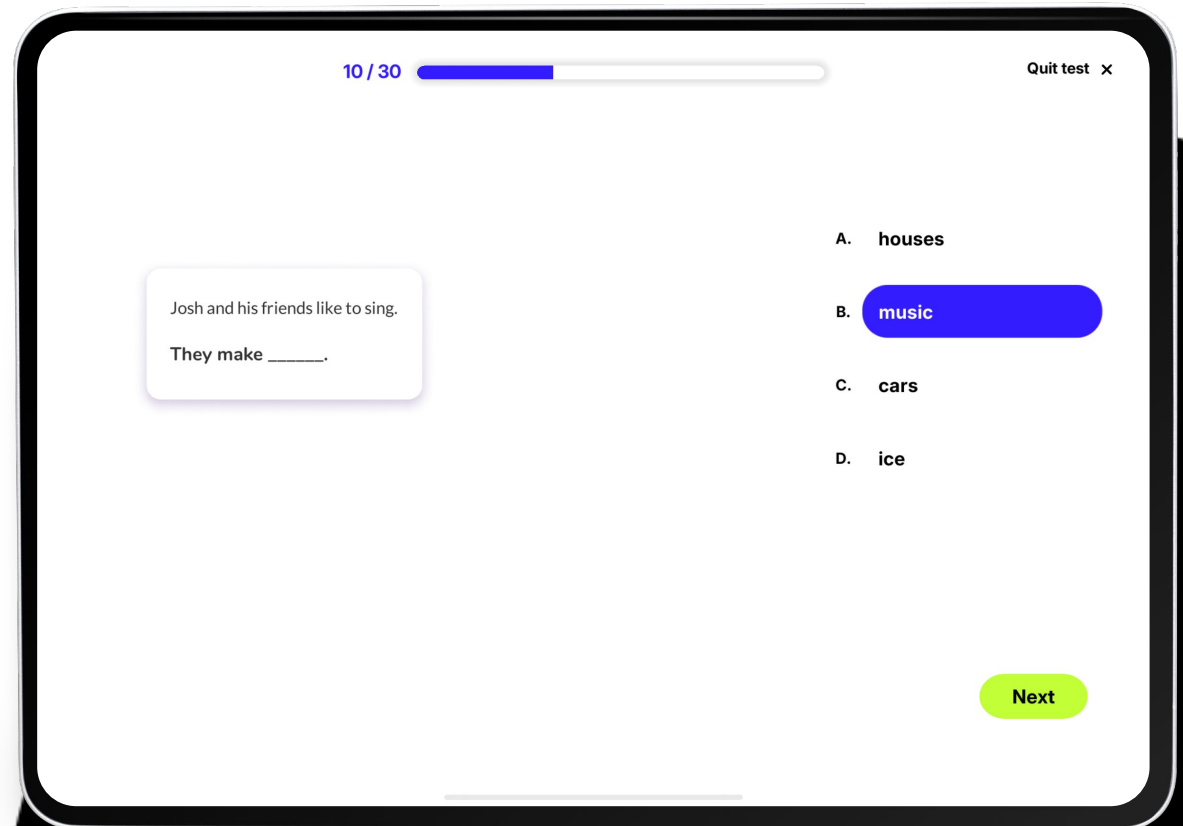 10 / 30
Quit test ×
Josh and his friends like to sing.
They make ______.
A. houses
B. music
C. cars
D. ice
Next